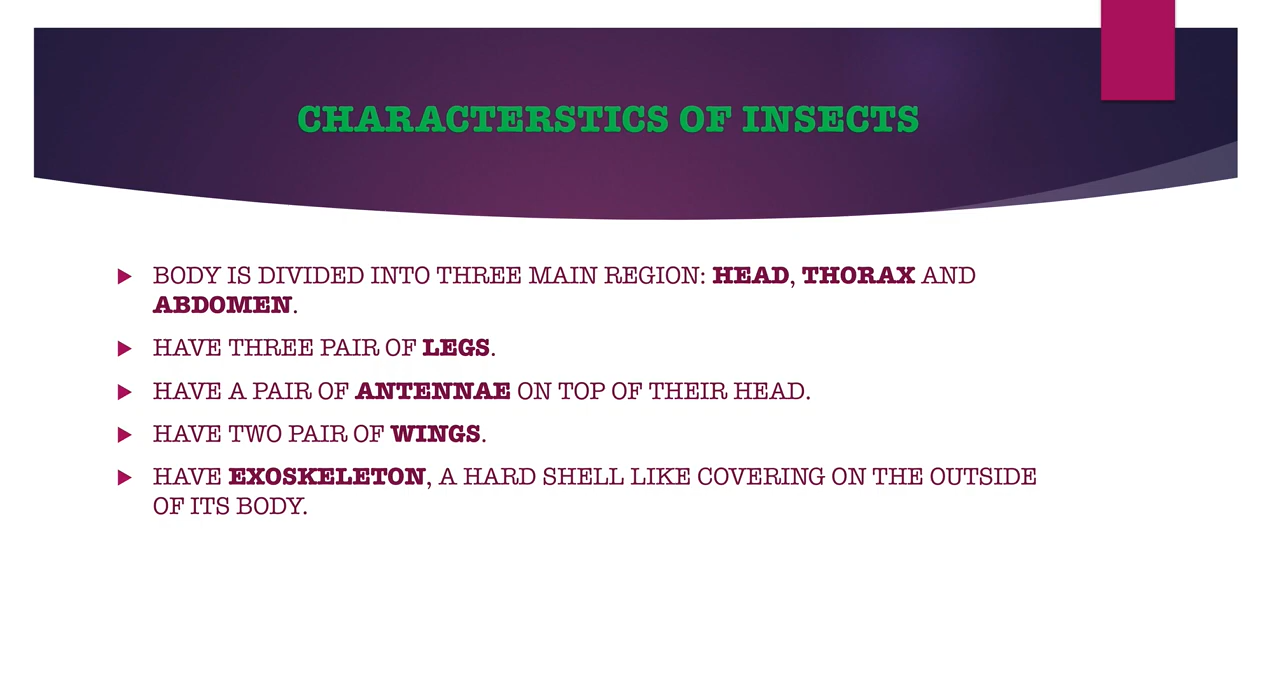 CHARACTERSTICS OF INSECTS
BODY IS DIVIDED INTO THREE MAIN REGION: HEAD, THORAX AND
ABDOMEN.
HAVE THREE PAIR OF LEGS.
HAVE A PAIR OF ANTENNAE ON TOP OF THEIR HEAD.
HAVE TWO PAIR OF WINGS.
HAVE EXOSKELETON, A HARD SHELL LIKE COVERING ON THE OUTSIDE
OF ITS BODY.